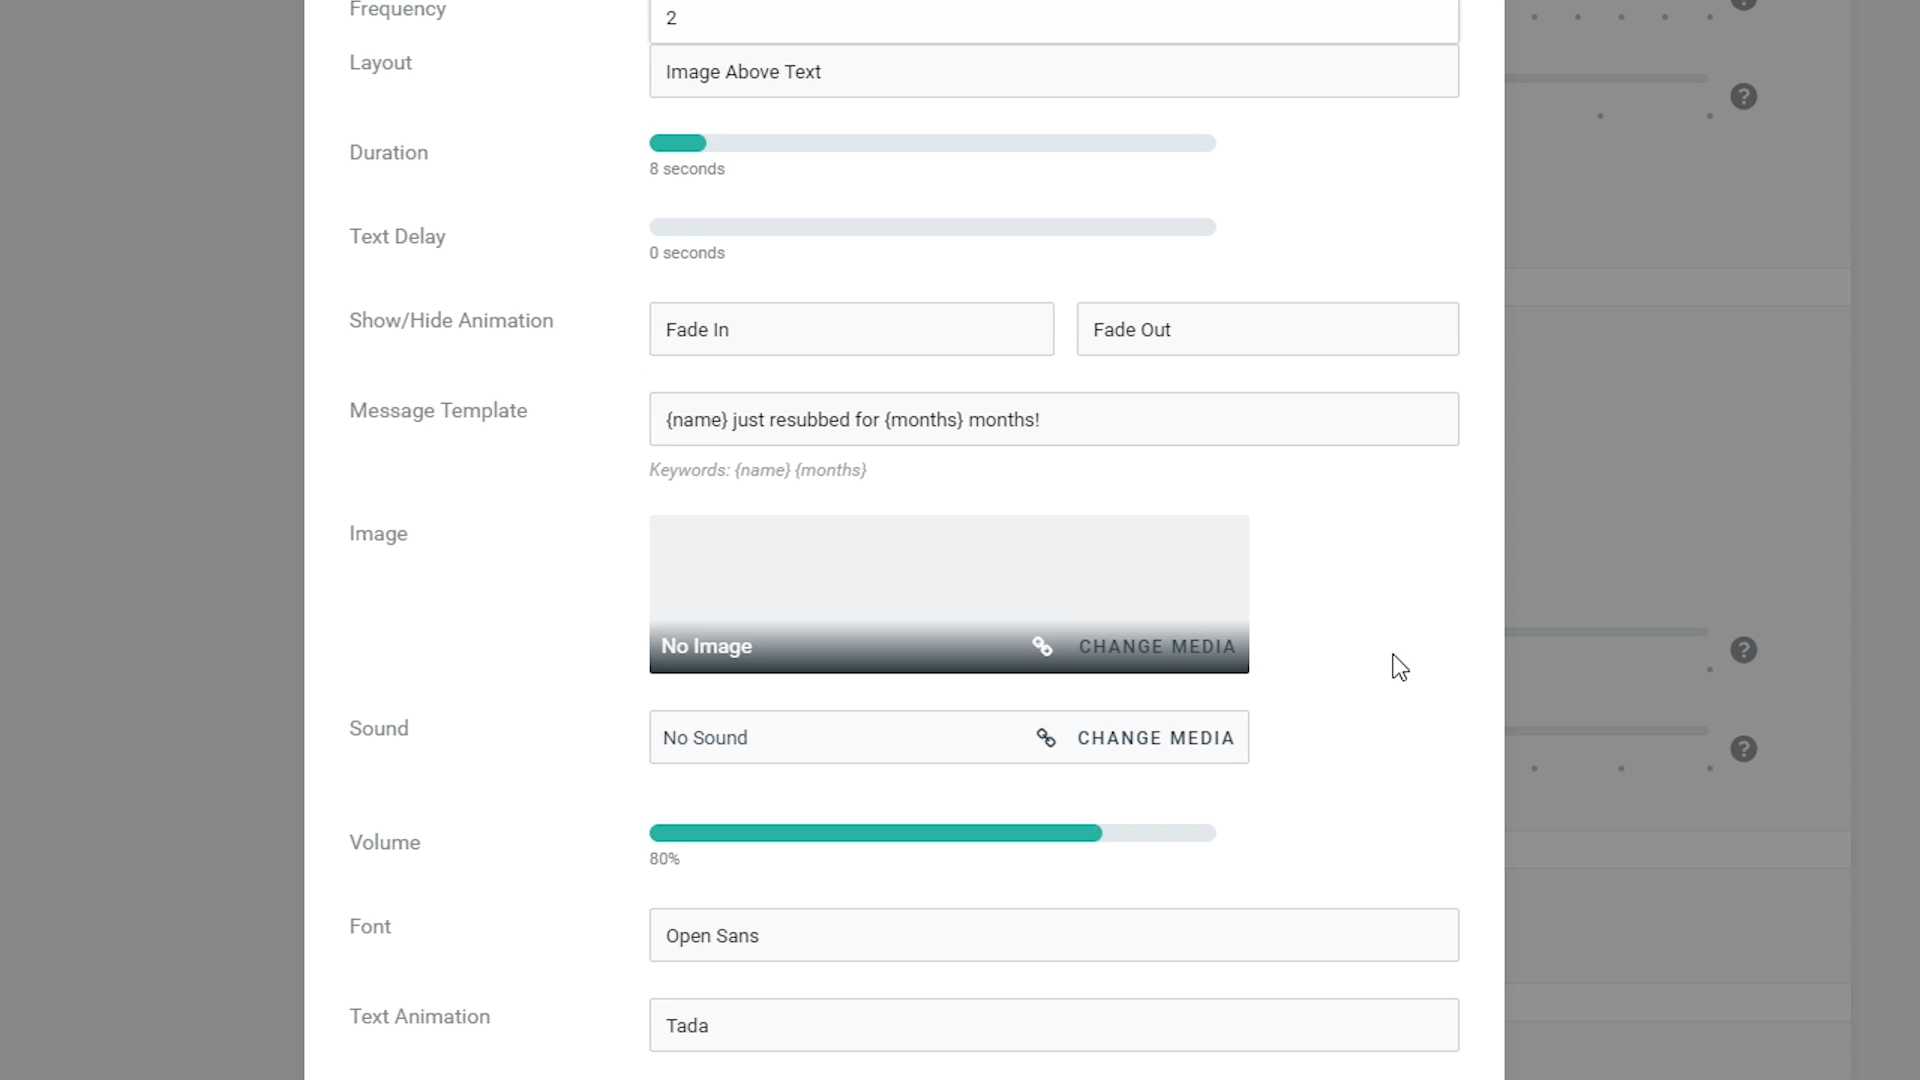 Frequency
2
Layout
Image Above Text
Duration
8 seconds
Text Delay
0 seconds
Show/Hide Animation
Fade In
Fade Out
Message Template
{name} just resubbed for {months} months!
Keywords: {name} {months}
Image
No Image
CHANGE MEDIA
Sound
No Sound
CHANGE MEDIA
Volume
80%
Font
Open Sans
Text Animation
Tada